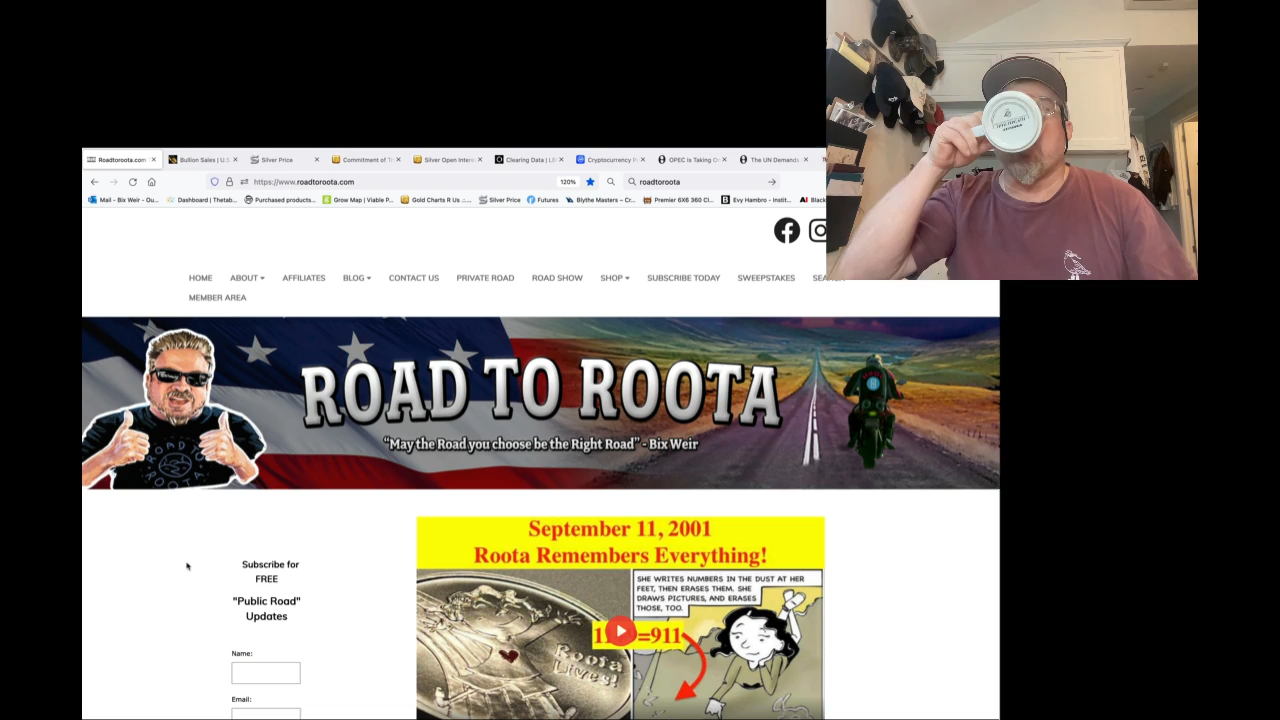 Roadtoroota.com
Bullion Sales | U.S
Silver Price
Commitment of T
Silver Open Intere
Clearing Data | L
Cryptocurrency P
OPEC is Taking O
The UN Demands
https://www.roadtoroota.com
120%
roadtoroota
Mail - Bix Weir - Ou...
Dashboard | Thetab...
Purchased products...
Grow Map | Viable P...
Gold Charts R Us ::...
Silver Price
Futures
Blythe Masters – Cr...
Premier 6X6 360 Cl...
Evy Hambro - Instit...
Black
HOME
ABOUT
AFFILIATES
BLOG
CONTACT US
PRIVATE ROAD
ROAD SHOW
SHOP
SUBSCRIBE TODAY
SWEEPSTAKES
MEMBER AREA
ROAD TO ROOTA
"May the Road you choose be the Right Road" - Bix Weir
ROAD TO
ROOTA
Subscribe for
FREE
"Public Road"
Updates
Name:
Email:
September 11, 2001
Roota Remembers Everything!
SHE WRITES NUMBERS IN THE DUST AT HER
FEET, THEN ERASES THEM. SHE
DRAWS PICTURES, AND ERASES
THOSE, TOO.
=911
Roota
Lives!